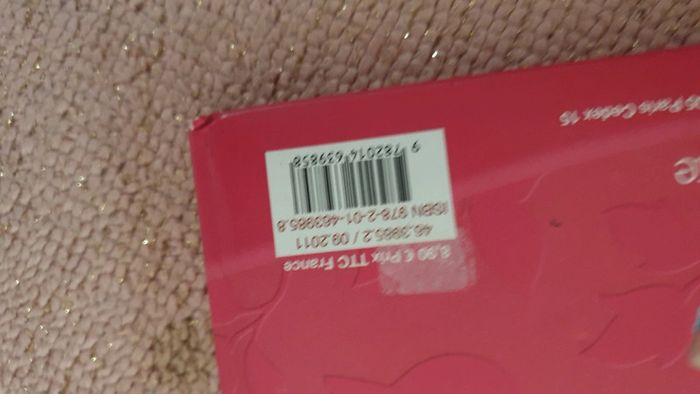 8,90 € Prix TTC France
46.3985.2 / 09.2011
ISBN 978-2-01-463985.8
9 782014 639858
Paris Cedex 15